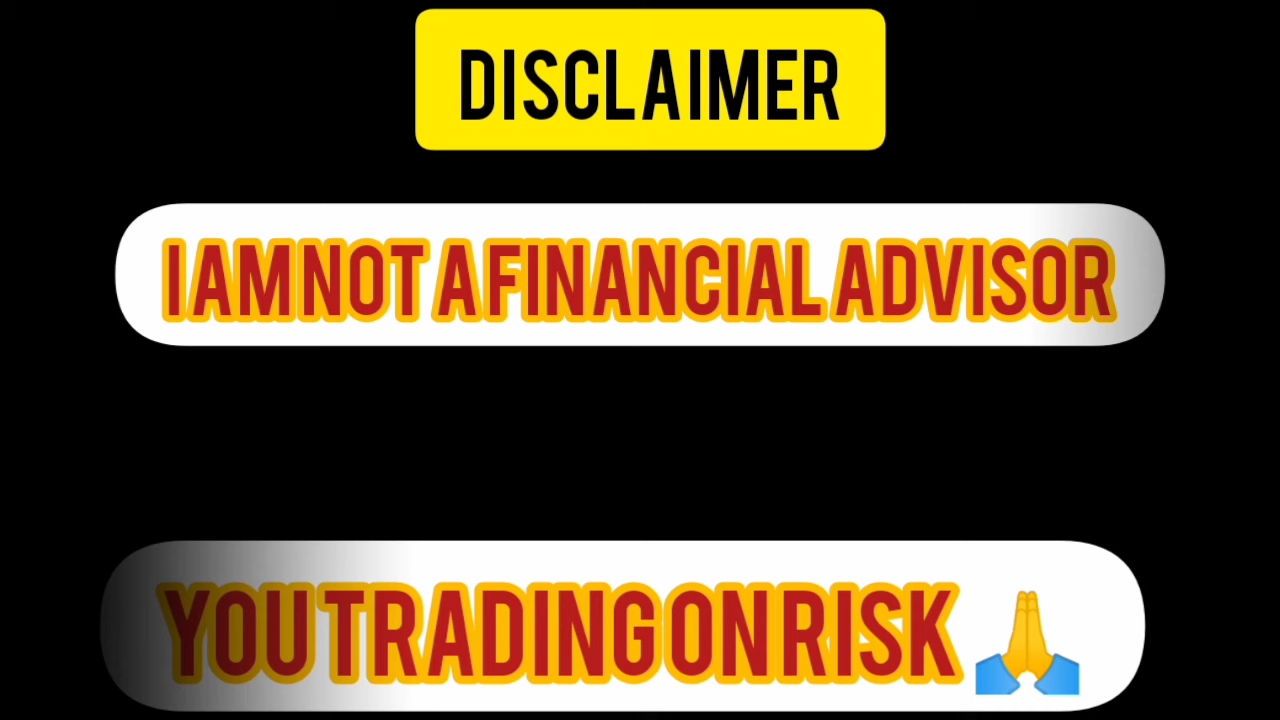 DISCLAIMER
I AM NOT A FINANCIAL ADVISOR
YOU TRADING ON RISK 🙏